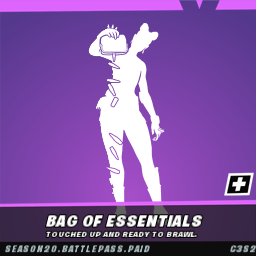 BAG OF ESSENTIALS
TOUCHED UP AND READY TO BRAWL.
SEASON20.BATTLEPASS.PAID
C3S2